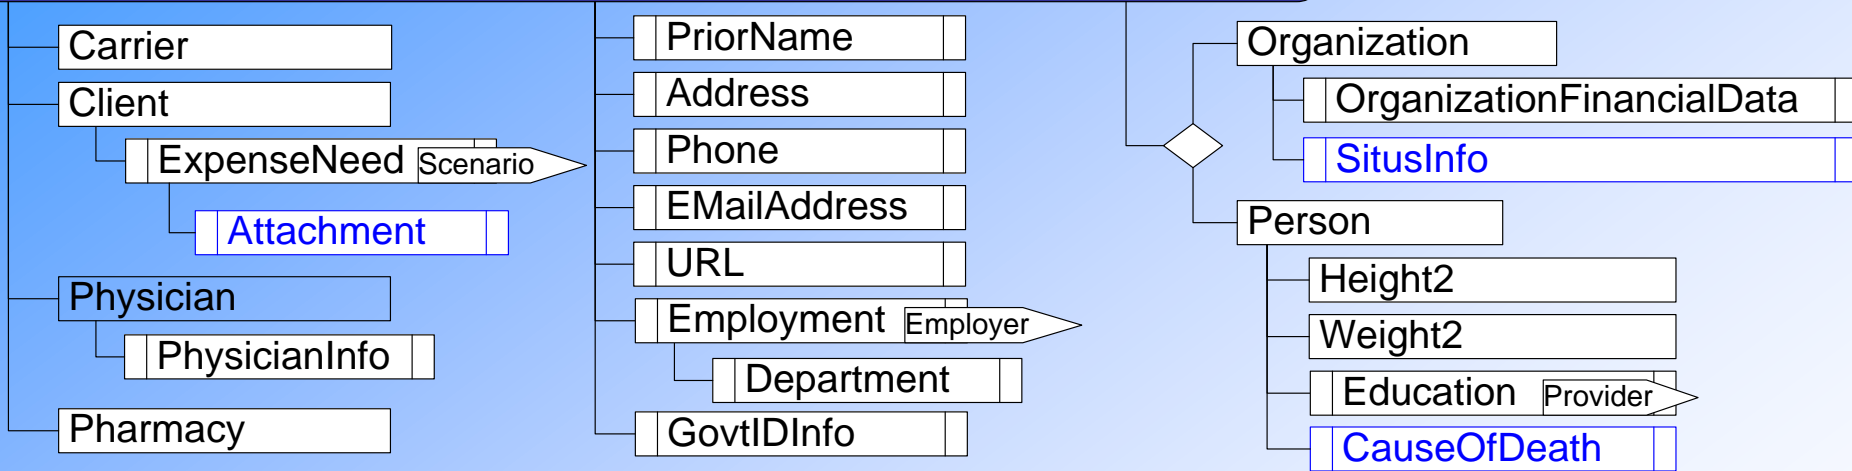 Carrier
Client
ExpenseNeed Scenario
Attachment
Physician
PhysicianInfo
Pharmacy
PriorName
Address
Phone
EMailAddress
URL
Employment Employer
Department
GovtIDInfo
Organization
OrganizationFinancialData
SitusInfo
Person
Height2
Weight2
Education Provider
CauseOfDeath